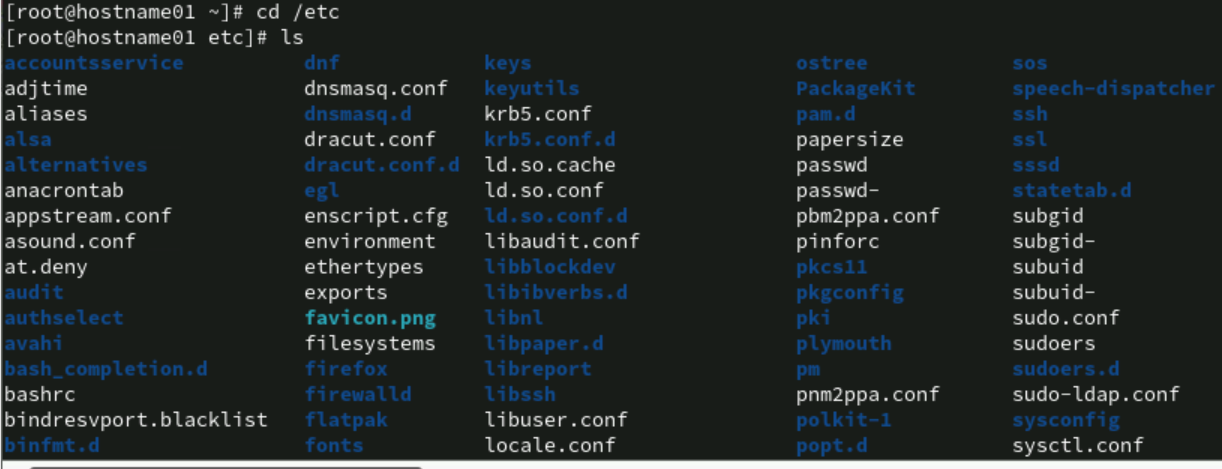 [root@hostname01 ~]# cd /etc
[root@hostname01 etc]# ls
accountsservice dnf keys ostree sos
adjtime dnsmasq.conf keyutils PackageKit speech-dispatcher
aliases dnsmasq.d krb5.conf pam.d ssh
alsa dracut.conf krb5.conf.d papersize ssl
alternatives dracut.conf.d ld.so.cache passwd sssd
anacrontab egl ld.so.conf passwd- statetab.d
appstream.conf enscript.cfg ld.so.conf.d pbm2ppa.conf subgid
asound.conf environment libaudit.conf pinforc subgid-
at.deny ethertypes libblockdev pkcs11 subuid
audit exports libibverbs.d pkgconfig subuid-
authselect favicon.png libnl pki sudo.conf
avahi filesystems libpaper.d plymouth sudoers
bash_completion.d firefox libreport pm sudoers.d
bashrc firewalld libssh pnm2ppa.conf sudo-ldap.conf
bindresvport.blacklist flatpak libuser.conf polkit-1 sysconfig
binfmt.d fonts locale.conf popt.d sysctl.conf